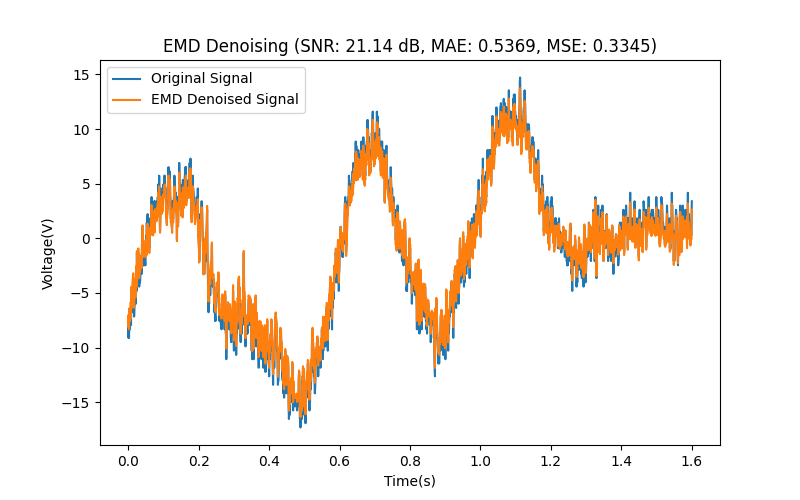 EMD Denoising (SNR: 21.14 dB, MAE: 0.5369, MSE: 0.3345)
Original Signal
EMD Denoised Signal
15
10
5
0
−5
−10
−15
Voltage(V)
0.0 0.2 0.4 0.6 0.8 1.0 1.2 1.4 1.6
Time(s)